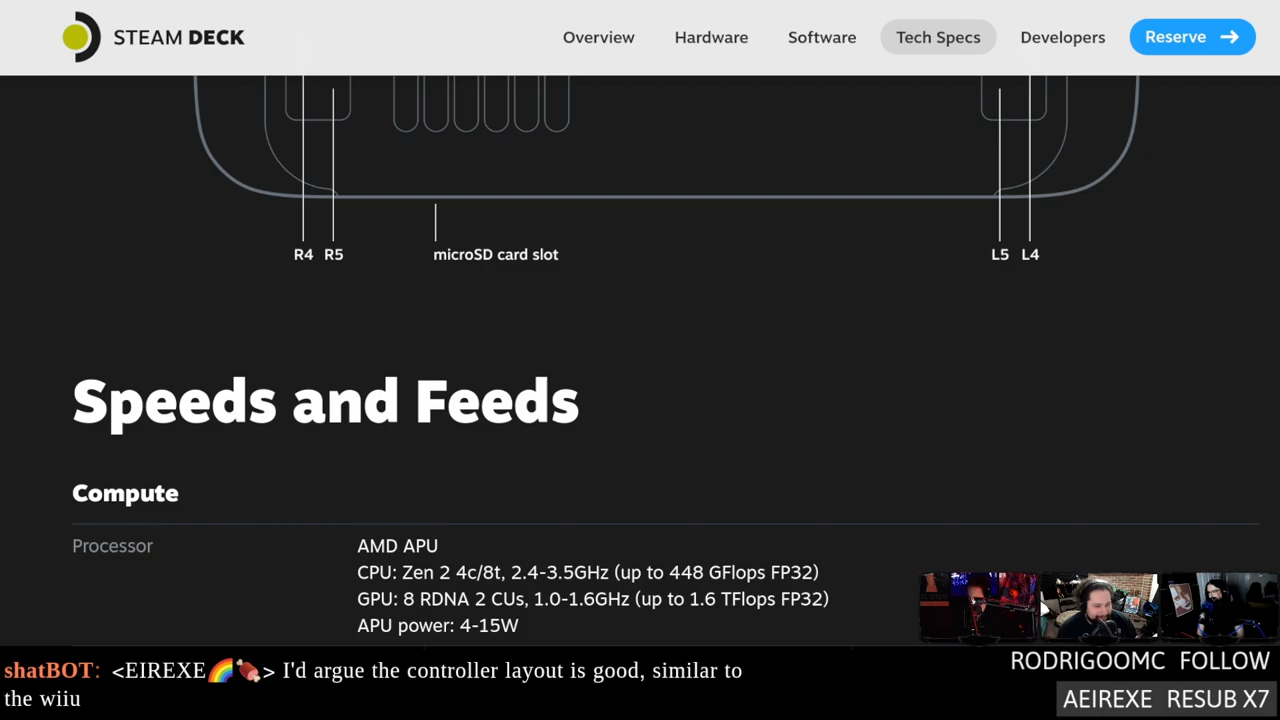 STEAM DECK
Overview
Hardware
Software
Tech Specs
Developers
Reserve →
R4 R5
microSD card slot
L5 L4
Speeds and Feeds
Compute
Processor
AMD APU
CPU: Zen 2 4c/8t, 2.4-3.5GHz (up to 448 GFlops FP32)
GPU: 8 RDNA 2 CUs, 1.0-1.6GHz (up to 1.6 TFlops FP32)
APU power: 4-15W
shatBOT: <EIREXE🌈🍖> I'd argue the controller layout is good, similar to
the wiiu
RODRIGOOMC FOLLOW
AEIREXE RESUB X7